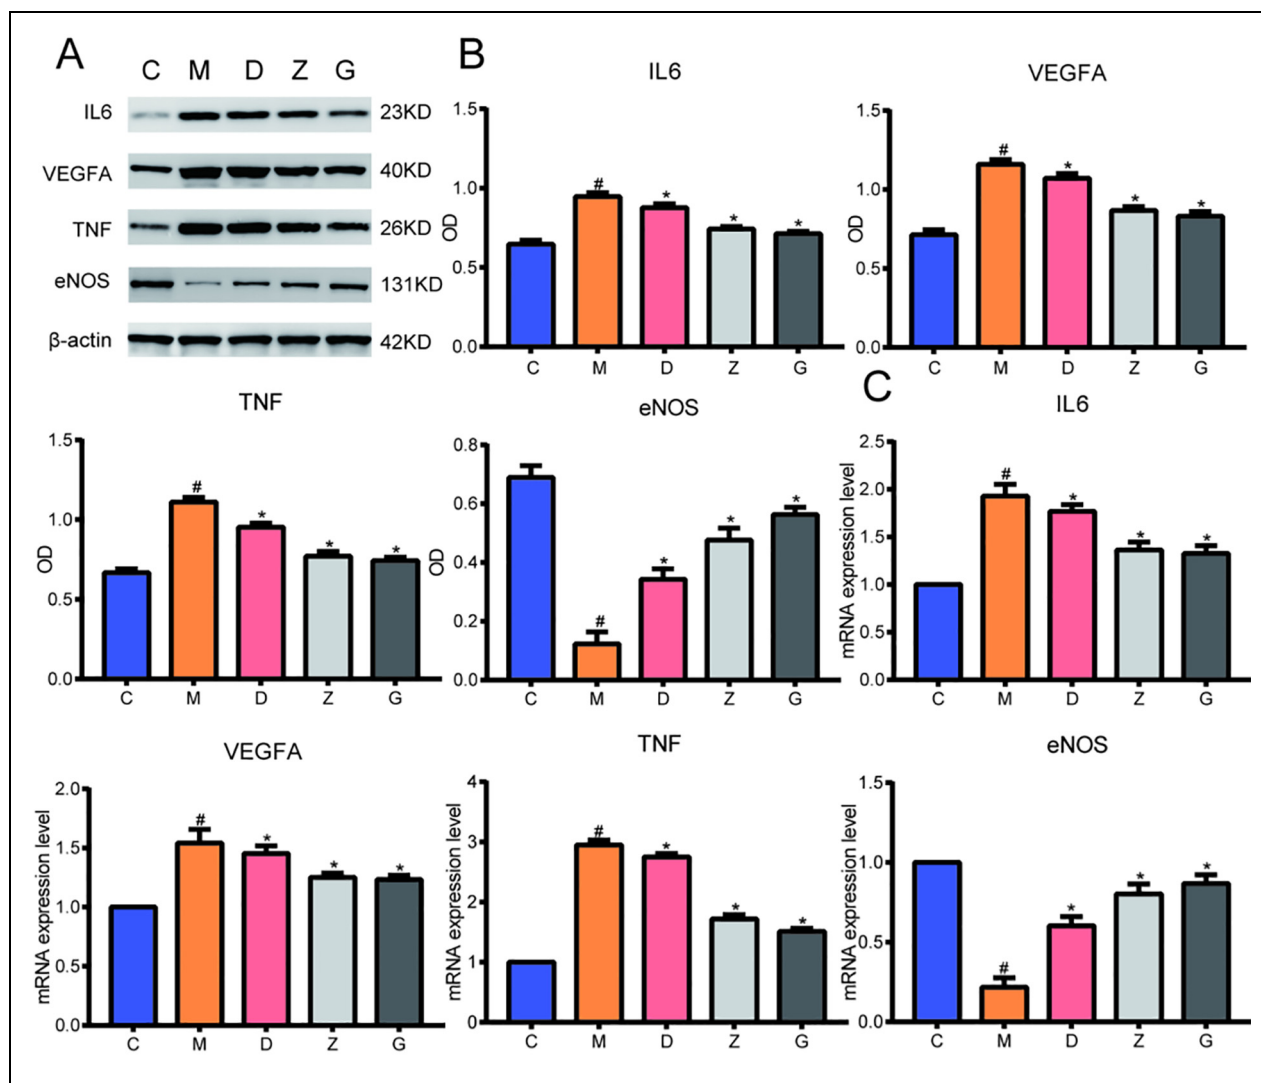 A
C M D Z G
IL6 23KD
VEGFA 40KD
TNF 26KD
eNOS 131KD
β-actin 42KD
B
IL6
OD
1.5
1.0
0.5
0.0
C M D Z G
# * * *
VEGFA
OD
1.5
1.0
0.5
0.0
C M D Z G
# * * *
TNF
OD
1.5
1.0
0.5
0.0
C M D Z G
# * * *
eNOS
OD
0.8
0.6
0.4
0.2
0.0
C M D Z G
# * * *
C
IL6
mRNA expression level
2.5
2.0
1.5
1.0
0.5
0.0
C M D Z G
# * * *
VEGFA
mRNA expression level
2.0
1.5
1.0
0.5
0.0
C M D Z G
# * * *
TNF
mRNA expression level
4
3
2
1
0
C M D Z G
# * * *
eNOS
mRNA expression level
1.5
1.0
0.5
0.0
C M D Z G
# * * *